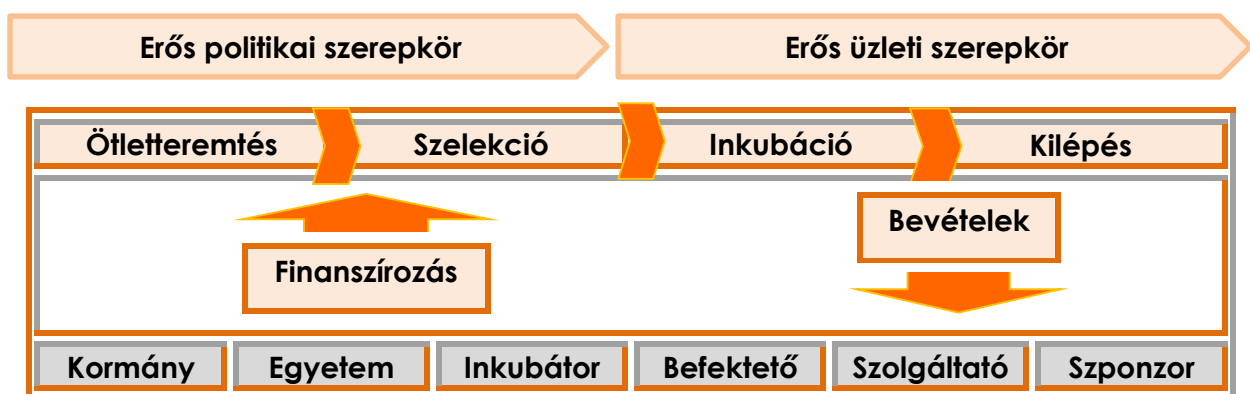 Erős politikai szerepkör
Erős üzleti szerepkör
Ötletteremtés
Szelekció
Inkubáció
Kilépés
Bevételek
Finanszírozás
Kormány
Egyetem
Inkubátor
Befektető
Szolgáltató
Szponzor